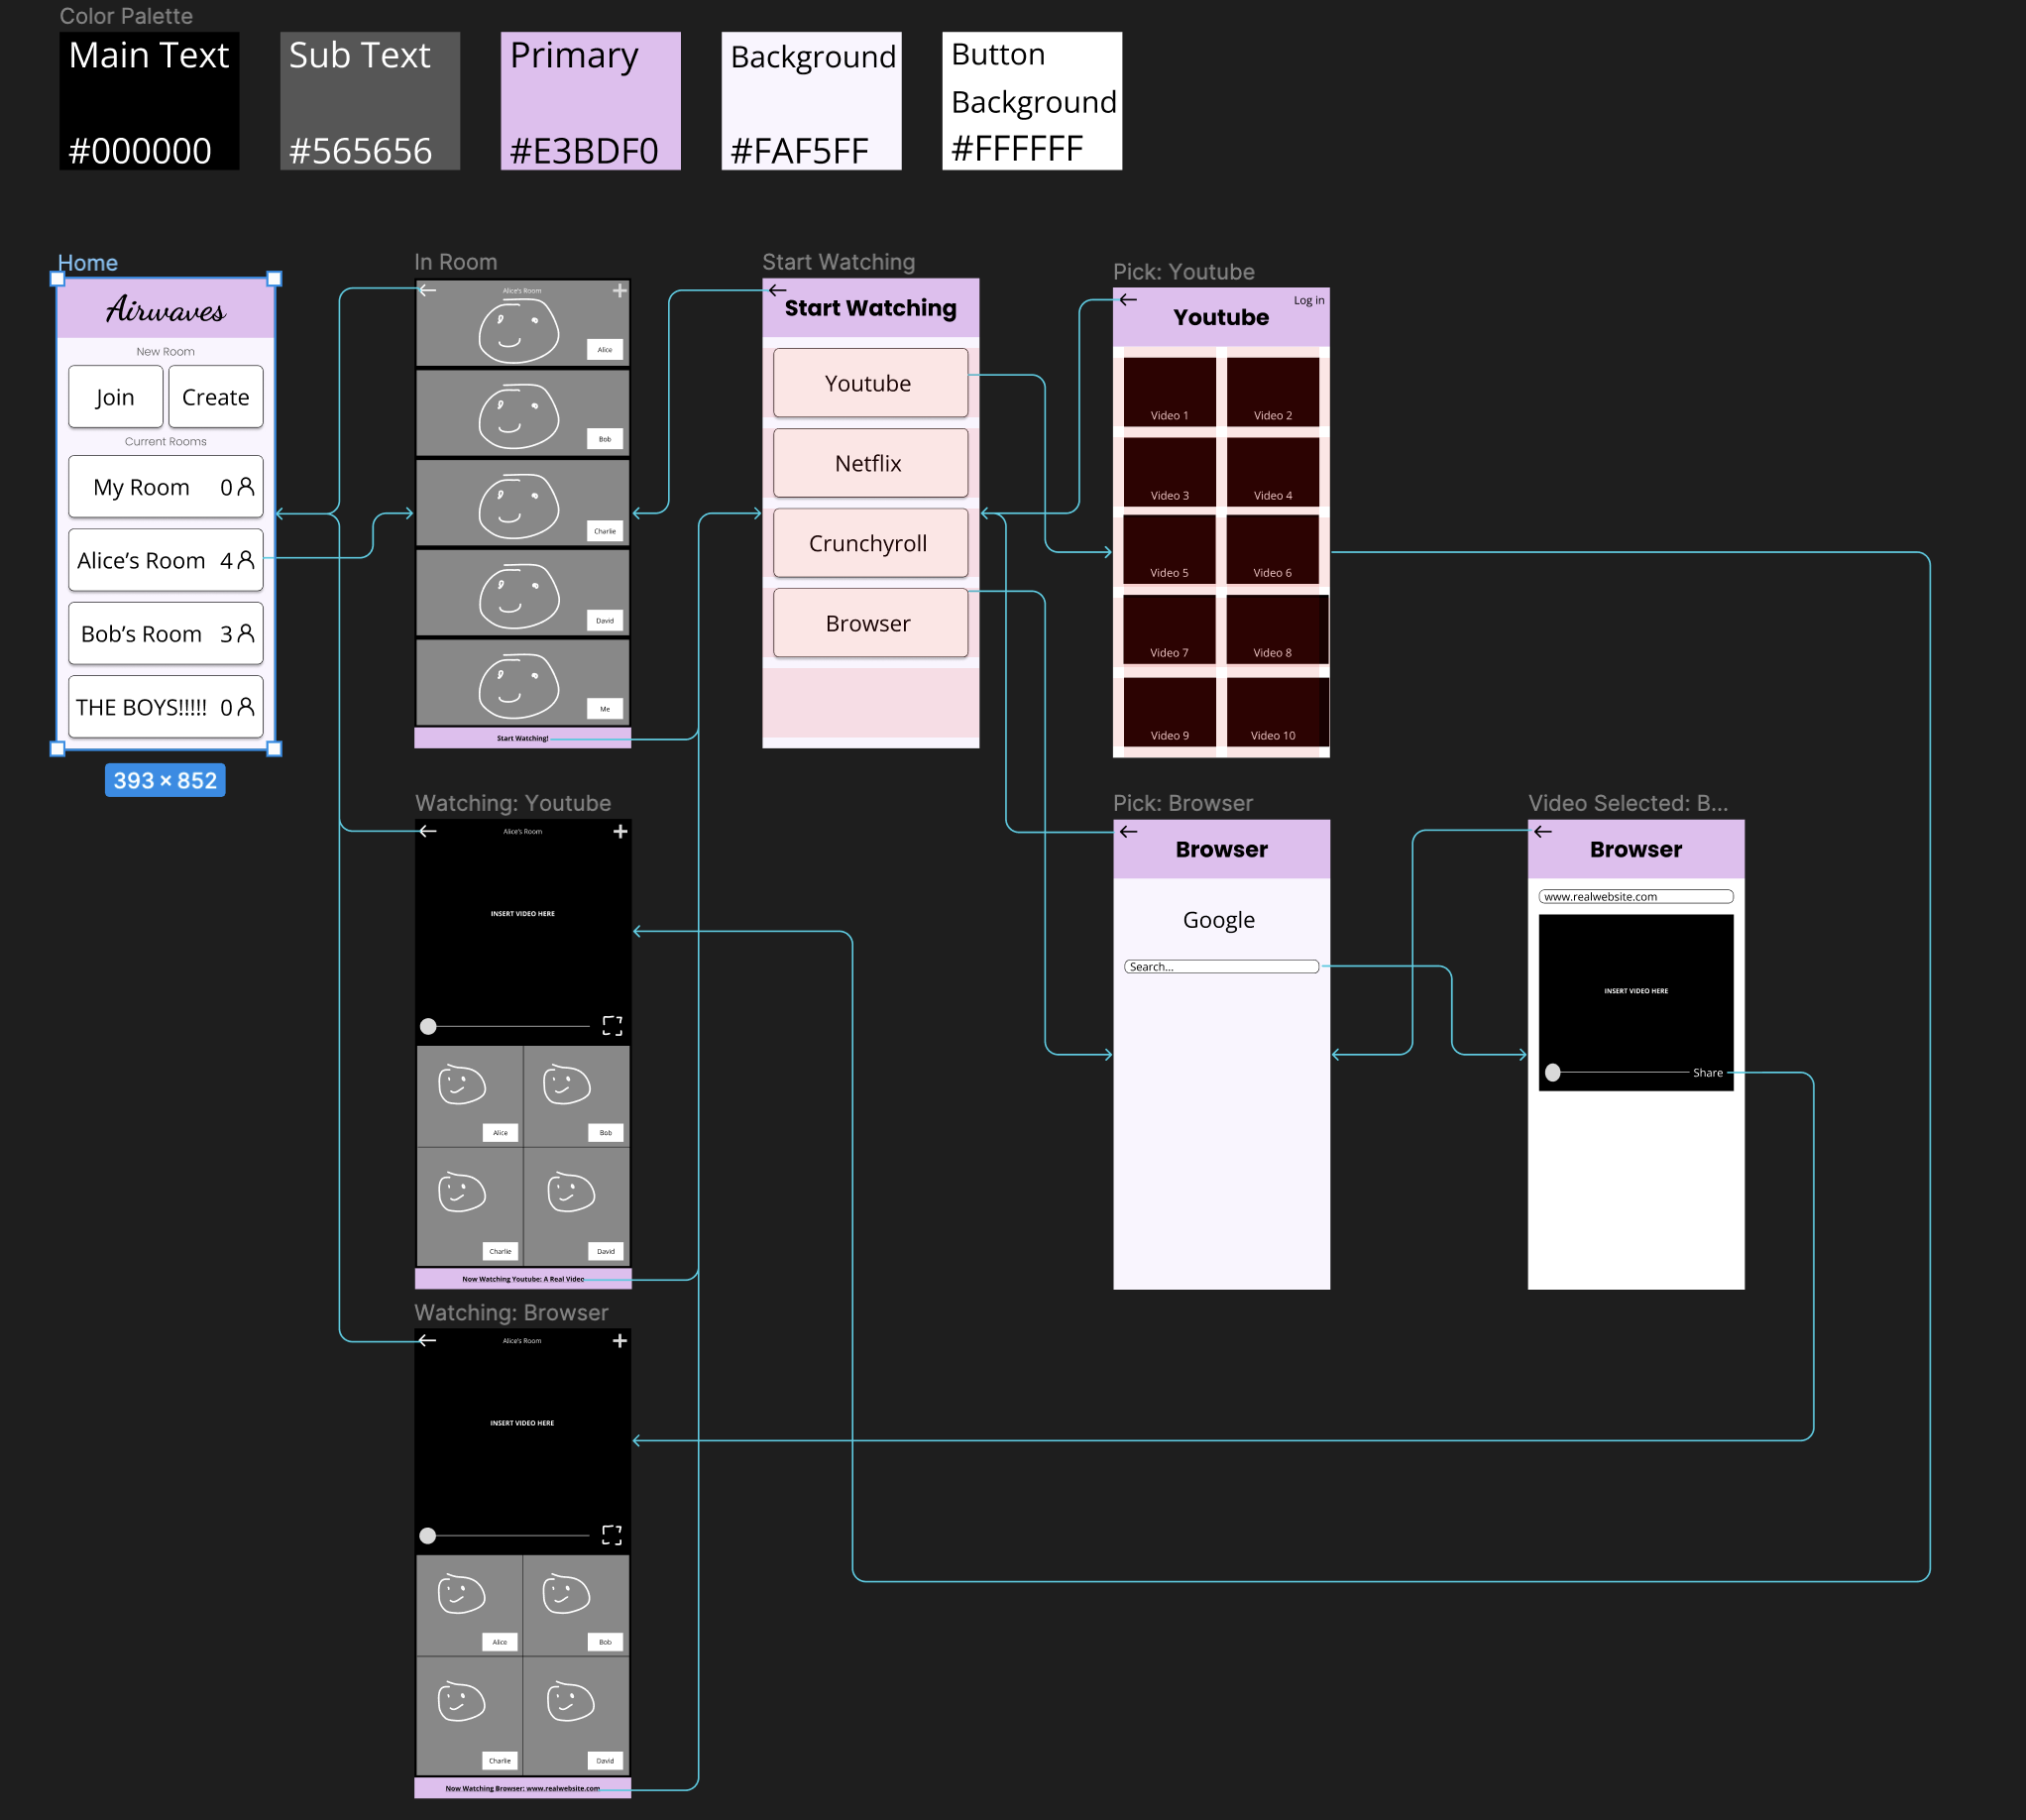 Color Palette
Main Text
#000000
Sub Text
#565656
Primary
#E3BDF0
Background
#FAF5FF
Button
Background
#FFFFFF
Home
Airwaves
New Room
Join
Create
Current Rooms
My Room 0
Alice's Room 4
Bob's Room 3
THE BOYS!!!!! 0
393 × 852
In Room
Alice's Room
Alice
Bob
Charlie
David
Me
Start Watching!
Start Watching
Start Watching
Youtube
Netflix
Crunchyroll
Browser
Pick: Youtube
Log in
Youtube
Video 1
Video 2
Video 3
Video 4
Video 5
Video 6
Video 7
Video 8
Video 9
Video 10
Watching: Youtube
Alice's Room
INSERT VIDEO HERE
Alice
Bob
Charlie
David
Now Watching Youtube: A Real Video
Pick: Browser
Browser
Google
Search...
Video Selected: B...
Browser
www.realwebsite.com
INSERT VIDEO HERE
Share
Watching: Browser
Alice's Room
INSERT VIDEO HERE
Alice
Bob
Charlie
David
Now Watching Browser: www.realwebsite.com